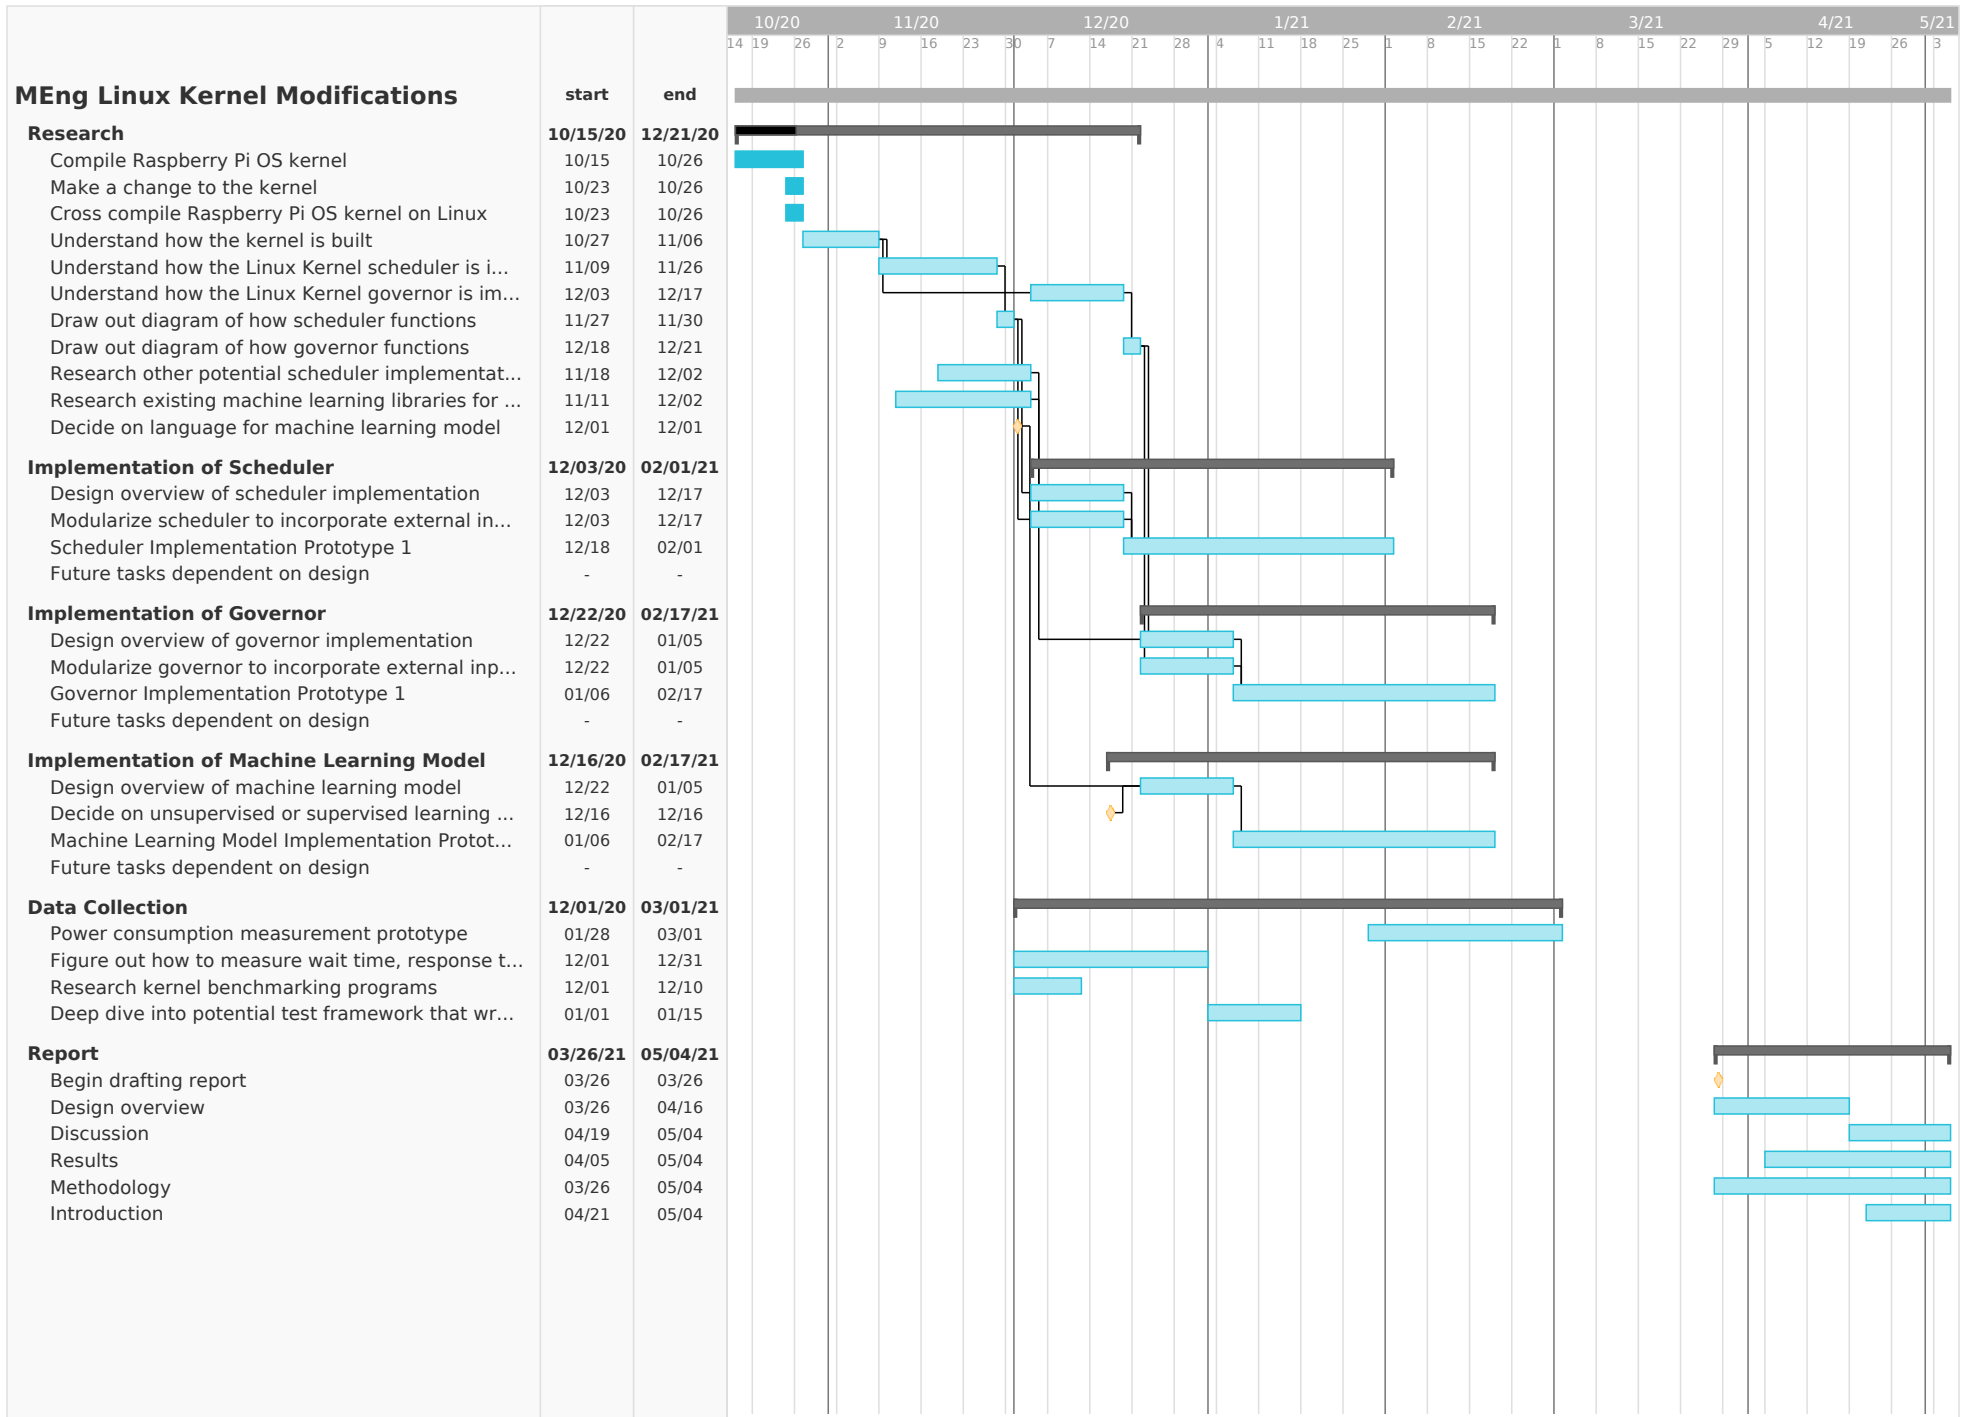 10/20 11/20 12/20 1/21 2/21 3/21 4/21 5/21
14 19 26 2 9 16 23 30 7 14 21 28 4 11 18 25 1 8 15 22 1 8 15 22 29 5 12 19 26 3
MEng Linux Kernel Modifications start end
Research 10/15/20 12/21/20
Compile Raspberry Pi OS kernel 10/15 10/26
Make a change to the kernel 10/23 10/26
Cross compile Raspberry Pi OS kernel on Linux 10/23 10/26
Understand how the kernel is built 10/27 11/06
Understand how the Linux Kernel scheduler is i... 11/09 11/26
Understand how the Linux Kernel governor is im... 12/03 12/17
Draw out diagram of how scheduler functions 11/27 11/30
Draw out diagram of how governor functions 12/18 12/21
Research other potential scheduler implementat... 11/18 12/02
Research existing machine learning libraries for ... 11/11 12/02
Decide on language for machine learning model 12/01 12/01
Implementation of Scheduler 12/03/20 02/01/21
Design overview of scheduler implementation 12/03 12/17
Modularize scheduler to incorporate external in... 12/03 12/17
Scheduler Implementation Prototype 1 12/18 02/01
Future tasks dependent on design - -
Implementation of Governor 12/22/20 02/17/21
Design overview of governor implementation 12/22 01/05
Modularize governor to incorporate external inp... 12/22 01/05
Governor Implementation Prototype 1 01/06 02/17
Future tasks dependent on design - -
Implementation of Machine Learning Model 12/16/20 02/17/21
Design overview of machine learning model 12/22 01/05
Decide on unsupervised or supervised learning ... 12/16 12/16
Machine Learning Model Implementation Protot... 01/06 02/17
Future tasks dependent on design - -
Data Collection 12/01/20 03/01/21
Power consumption measurement prototype 01/28 03/01
Figure out how to measure wait time, response t... 12/01 12/31
Research kernel benchmarking programs 12/01 12/10
Deep dive into potential test framework that wr... 01/01 01/15
Report 03/26/21 05/04/21
Begin drafting report 03/26 03/26
Design overview 03/26 04/16
Discussion 04/19 05/04
Results 04/05 05/04
Methodology 03/26 05/04
Introduction 04/21 05/04